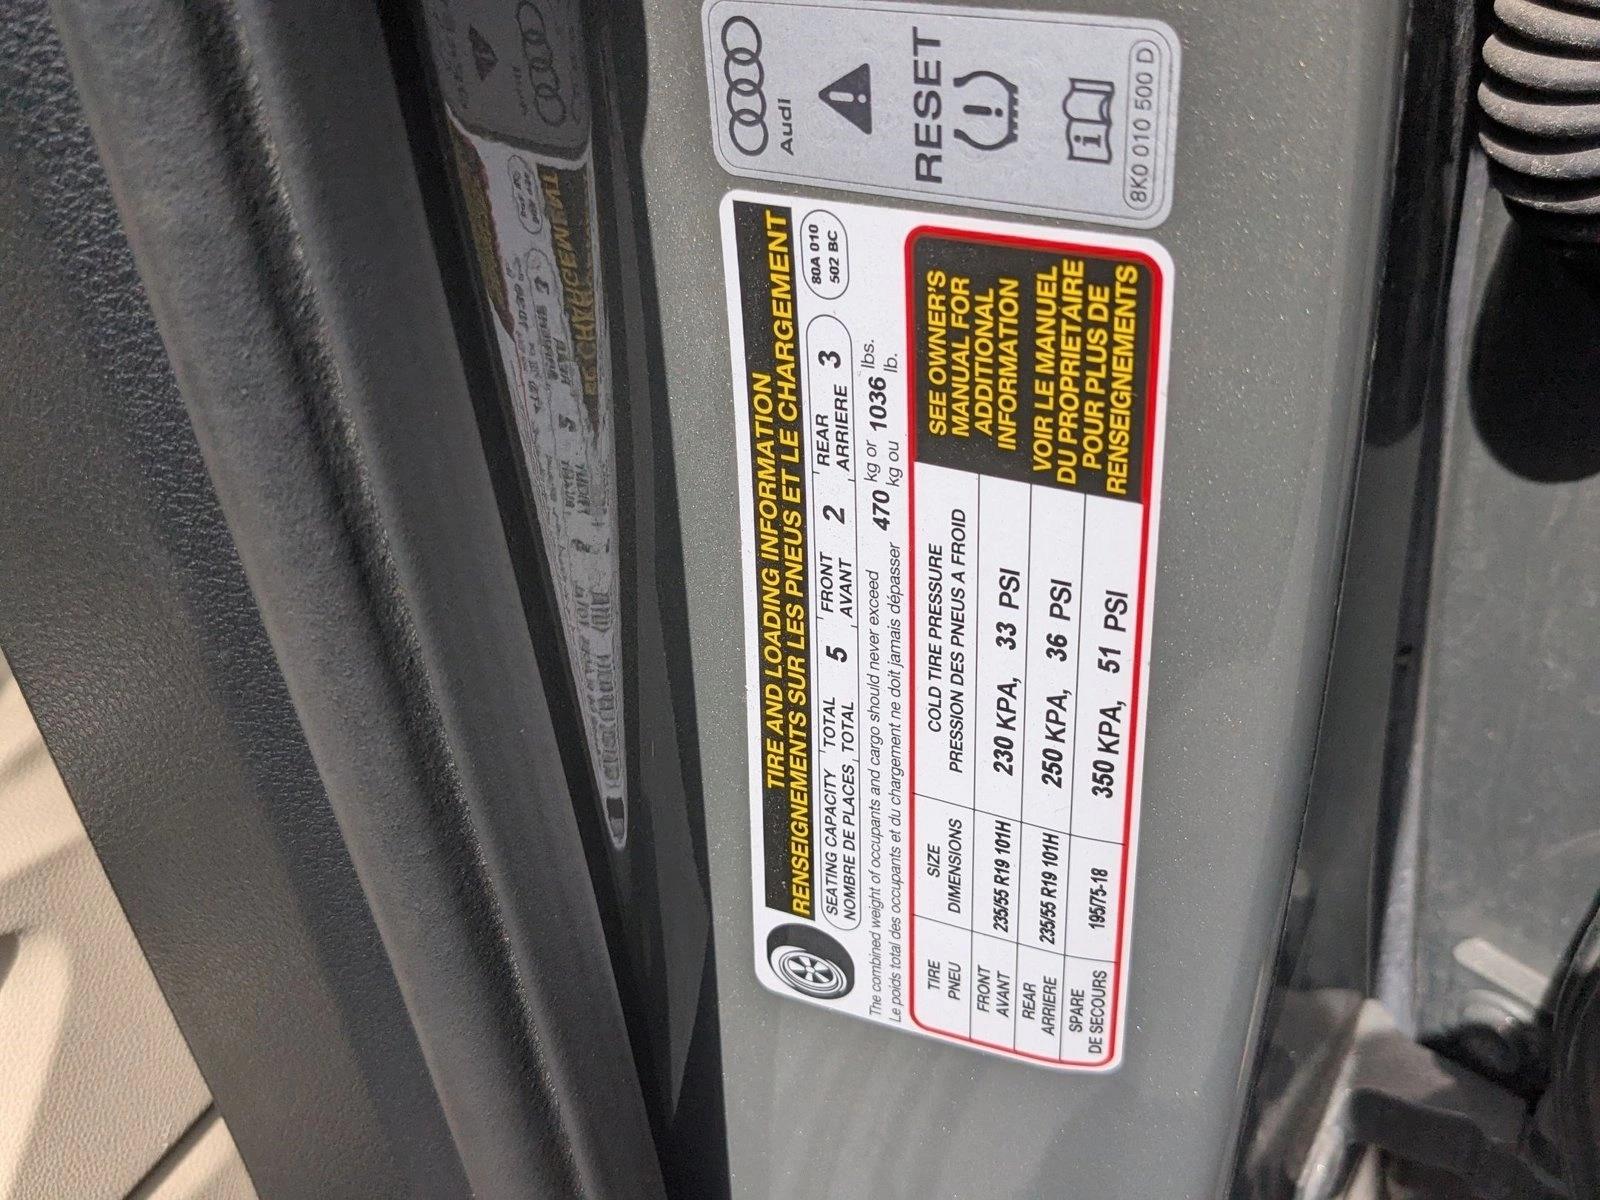 Audi
RESET
8K0 010 500 D
TIRE AND LOADING INFORMATION
RENSEIGNEMENTS SUR LES PNEUS ET LE CHARGEMENT
SEATING CAPACITY TOTAL 5 FRONT 2 REAR 3
NOMBRE DE PLACES TOTAL AVANT ARRIERE
80A 010
502 BC
The combined weight of occupants and cargo should never exceed 470 kg or 1036 lbs.
Le poids total des occupants et du chargement ne doit jamais dépasser kg ou lb.
TIRE SIZE COLD TIRE PRESSURE
PNEU DIMENSIONS PRESSION DES PNEUS A FROID
FRONT
AVANT 235/55 R19 101H 230 KPA, 33 PSI
REAR
ARRIERE 235/55 R19 101H 250 KPA, 36 PSI
SPARE
DE SECOURS 195/75-18 350 KPA, 51 PSI
SEE OWNER'S
MANUAL FOR
ADDITIONAL
INFORMATION
VOIR LE MANUEL
DU PROPRIETAIRE
POUR PLUS DE
RENSEIGNEMENTS